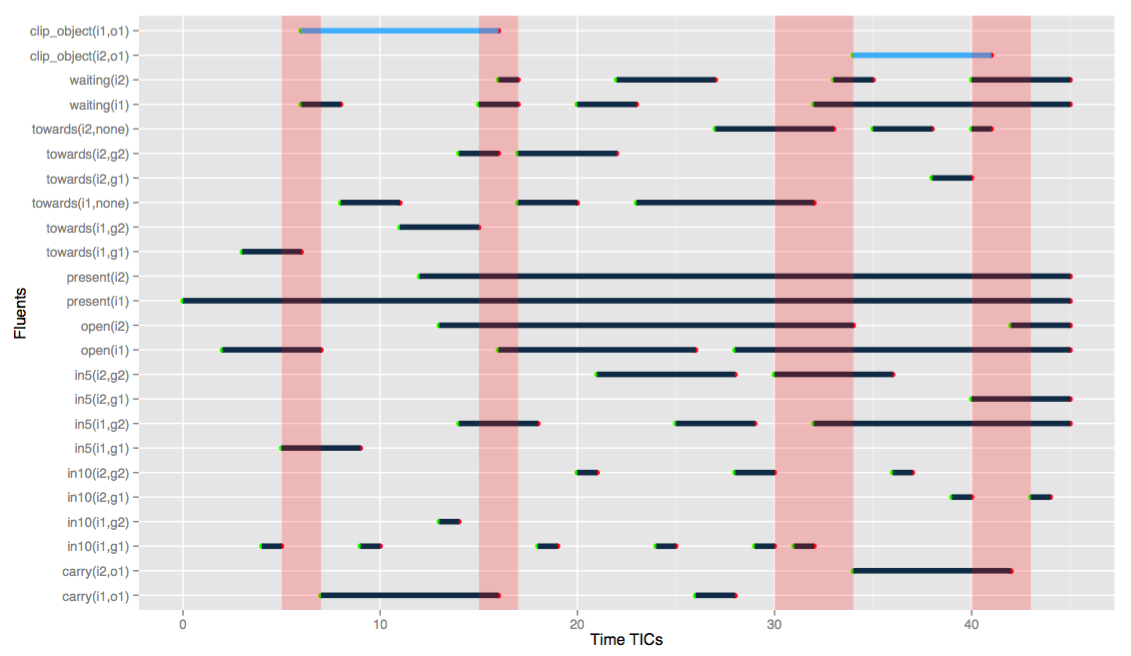 clip_object(i1,o1)
clip_object(i2,o1)
waiting(i2)
waiting(i1)
towards(i2,none)
towards(i2,g2)
towards(i2,g1)
towards(i1,none)
towards(i1,g2)
towards(i1,g1)
present(i2)
present(i1)
open(i2)
open(i1)
in5(i2,g2)
in5(i2,g1)
in5(i1,g2)
in5(i1,g1)
in10(i2,g2)
in10(i2,g1)
in10(i1,g2)
in10(i1,g1)
carry(i2,o1)
carry(i1,o1)
Fluents
0 10 20 30 40
Time TICs